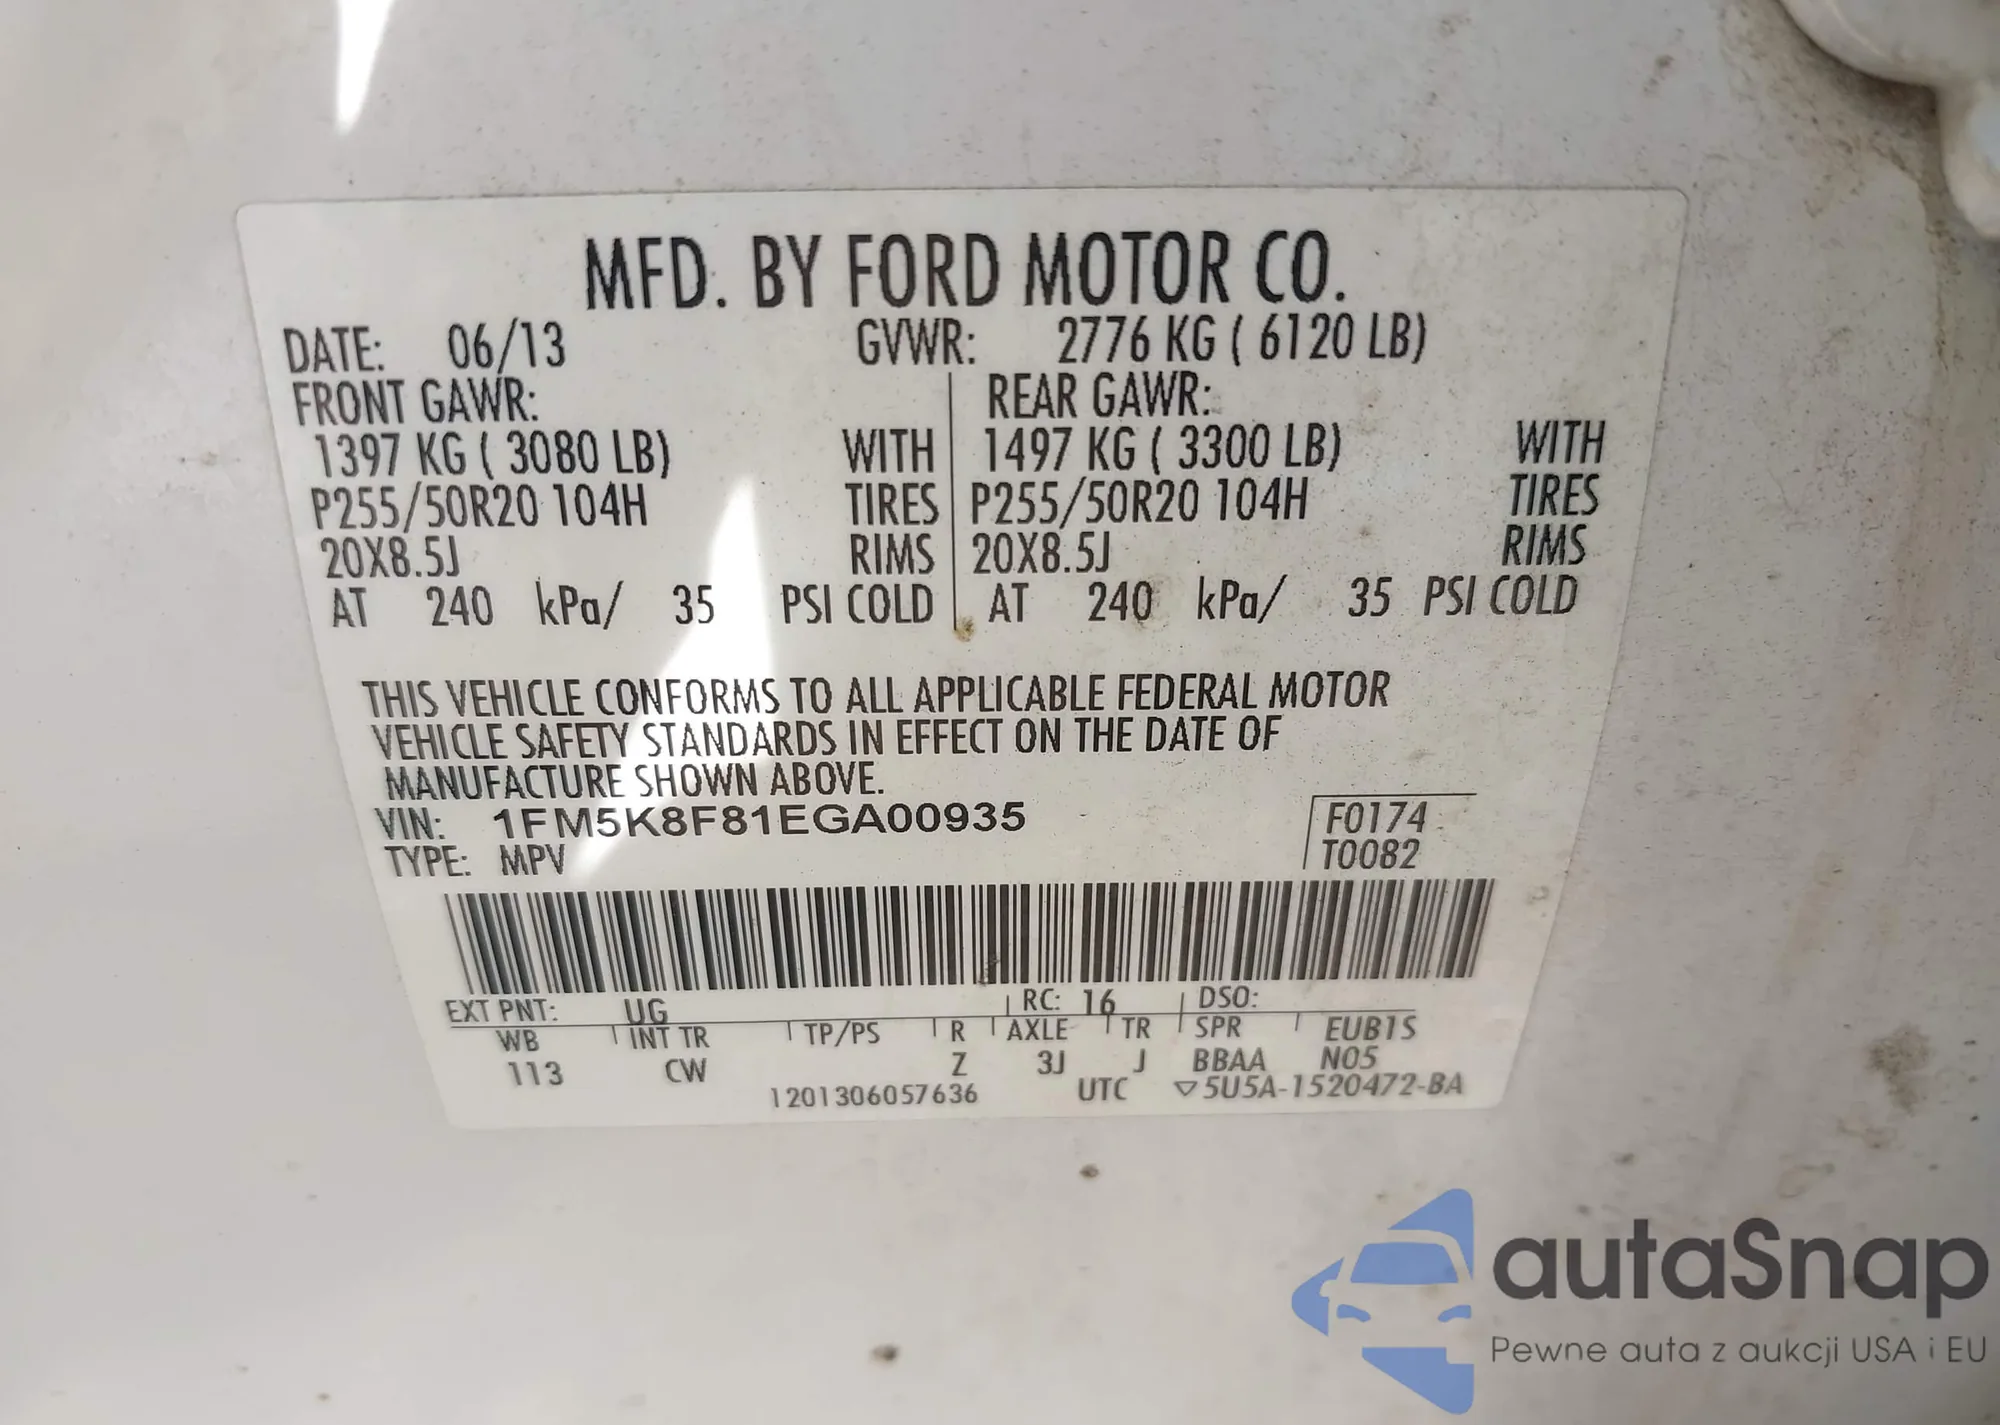 MFD. BY FORD MOTOR CO.
DATE: 06/13 GVWR: 2776 KG ( 6120 LB)
FRONT GAWR: REAR GAWR:
1397 KG ( 3080 LB) WITH 1497 KG ( 3300 LB) WITH
P255/50R20 104H TIRES P255/50R20 104H TIRES
20X8.5J RIMS 20X8.5J RIMS
AT 240 kPa/ 35 PSI COLD AT 240 kPa/ 35 PSI COLD
THIS VEHICLE CONFORMS TO ALL APPLICABLE FEDERAL MOTOR
VEHICLE SAFETY STANDARDS IN EFFECT ON THE DATE OF
MANUFACTURE SHOWN ABOVE.
VIN: 1FM5K8F81EGA00935 F0174
TYPE: MPV T0082
EXT PNT: UG RC: 16 DSO:
WB INT TR TP/PS R AXLE TR SPR EUB1S
113 CW Z 3J J BBAA N05
1201306057636 UTC ▽5U5A-1520472-BA
autaSnap
Pewne auta z aukcji USA i EU